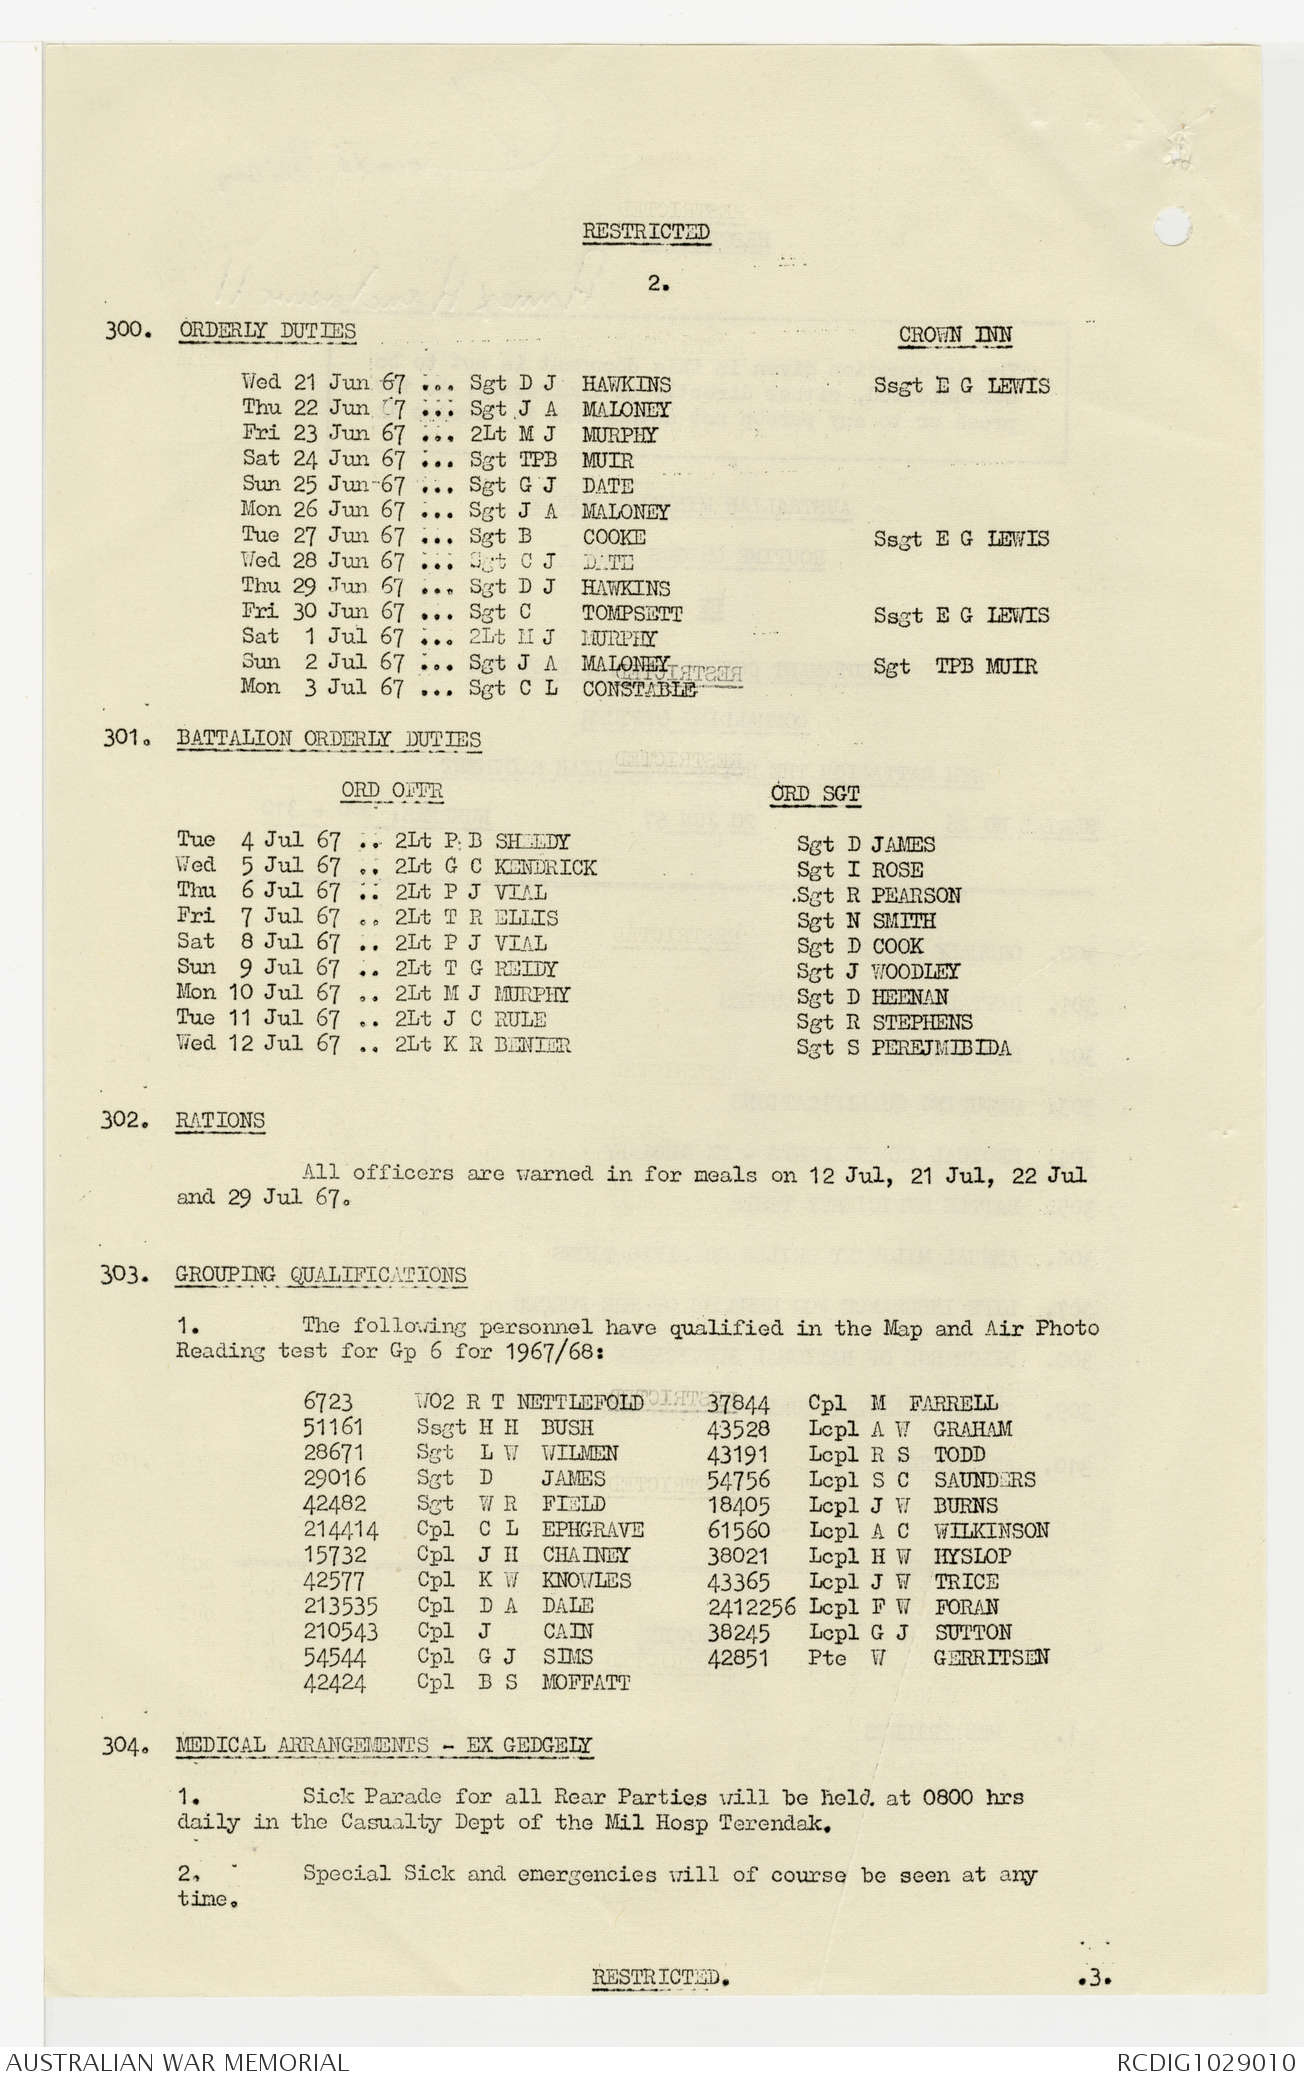 RESTRICTED
2.
300. ORDERLY DUTIES CROWN INN
Wed 21 Jun 67 ... Sgt D J HAWKINS Ssgt E G LEWIS
Thu 22 Jun 67 ... Sgt J A MALONEY
Fri 23 Jun 67 ... 2Lt M J MURPHY
Sat 24 Jun 67 ... Sgt TPB MUIR
Sun 25 Jun 67 ... Sgt G J DATE
Mon 26 Jun 67 ... Sgt J A MALONEY
Tue 27 Jun 67 ... Sgt B COOKE Ssgt E G LEWIS
Wed 28 Jun 67 ... Sgt C J DATE
Thu 29 Jun 67 ... Sgt D J HAWKINS
Fri 30 Jun 67 ... Sgt C TOMPSETT Ssgt E G LEWIS
Sat 1 Jul 67 ... 2Lt M J MURPHY
Sun 2 Jul 67 ... Sgt J A MALONEY Sgt TPB MUIR
Mon 3 Jul 67 ... Sgt C L CONSTABLE
301. BATTALION ORDERLY DUTIES
ORD OFFR ORD SGT
Tue 4 Jul 67 .. 2Lt P B SHEEDY Sgt D JAMES
Wed 5 Jul 67 .. 2Lt G C KENDRICK Sgt I ROSE
Thu 6 Jul 67 .. 2Lt P J VIAL Sgt R PEARSON
Fri 7 Jul 67 .. 2Lt T R ELLIS Sgt N SMITH
Sat 8 Jul 67 .. 2Lt P J VIAL Sgt D COOK
Sun 9 Jul 67 .. 2Lt T G REIDY Sgt J WOODLEY
Mon 10 Jul 67 .. 2Lt M J MURPHY Sgt D HEENAN
Tue 11 Jul 67 .. 2Lt J C RULE Sgt R STEPHENS
Wed 12 Jul 67 .. 2Lt K R BENIER Sgt S PEREJMIBIDA
302. RATIONS
All officers are warned in for meals on 12 Jul, 21 Jul, 22 Jul
and 29 Jul 67.
303. GROUPING QUALIFICATIONS
1. The following personnel have qualified in the Map and Air Photo
Reading test for Gp 6 for 1967/68:
6723 WO2 R T NETTLEFOLD 37844 Cpl M FARRELL
51161 Ssgt H H BUSH 43528 Lcpl A W GRAHAM
28671 Sgt L W WILMEN 43191 Lcpl R S TODD
29016 Sgt D JAMES 54756 Lcpl S C SAUNDERS
42482 Sgt W R FIELD 18405 Lcpl J W BURNS
214414 Cpl C L EPHGRAVE 61560 Lcpl A C WILKINSON
15732 Cpl J H CHAINEY 38021 Lcpl H W HYSLOP
42577 Cpl K W KNOWLES 43365 Lcpl J W TRICE
213535 Cpl D A DALE 2412256 Lcpl F W FORAN
210543 Cpl J CAIN 38245 Lcpl G J SUTTON
54544 Cpl G J SIMS 42851 Pte W GERRITSEN
42424 Cpl B S MOFFATT
304. MEDICAL ARRANGEMENTS - EX GEDGELY
1. Sick Parade for all Rear Parties will be held. at 0800 hrs
daily in the Casualty Dept of the Mil Hosp Terendak.
2. Special Sick and emergencies will of course be seen at any
time.
RESTRICTED. .3.
AUSTRALIAN WAR MEMORIAL RCDIG1029010